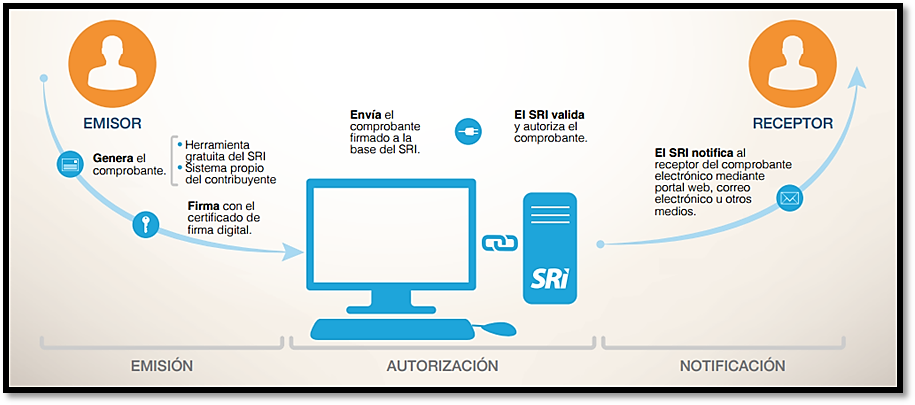 EMISOR
Genera el
comprobante.
• Herramienta
gratuita del SRI
• Sistema propio
del contribuyente
Firma con el
certificado de
firma digital.
Envía el
comprobante
firmado a la
base del SRI.
El SRI valida
y autoriza el
comprobante.
SRi
RECEPTOR
El SRI notifica al
receptor del comprobante
electrónico mediante
portal web, correo
electrónico u otros
medios.
EMISIÓN
AUTORIZACIÓN
NOTIFICACIÓN